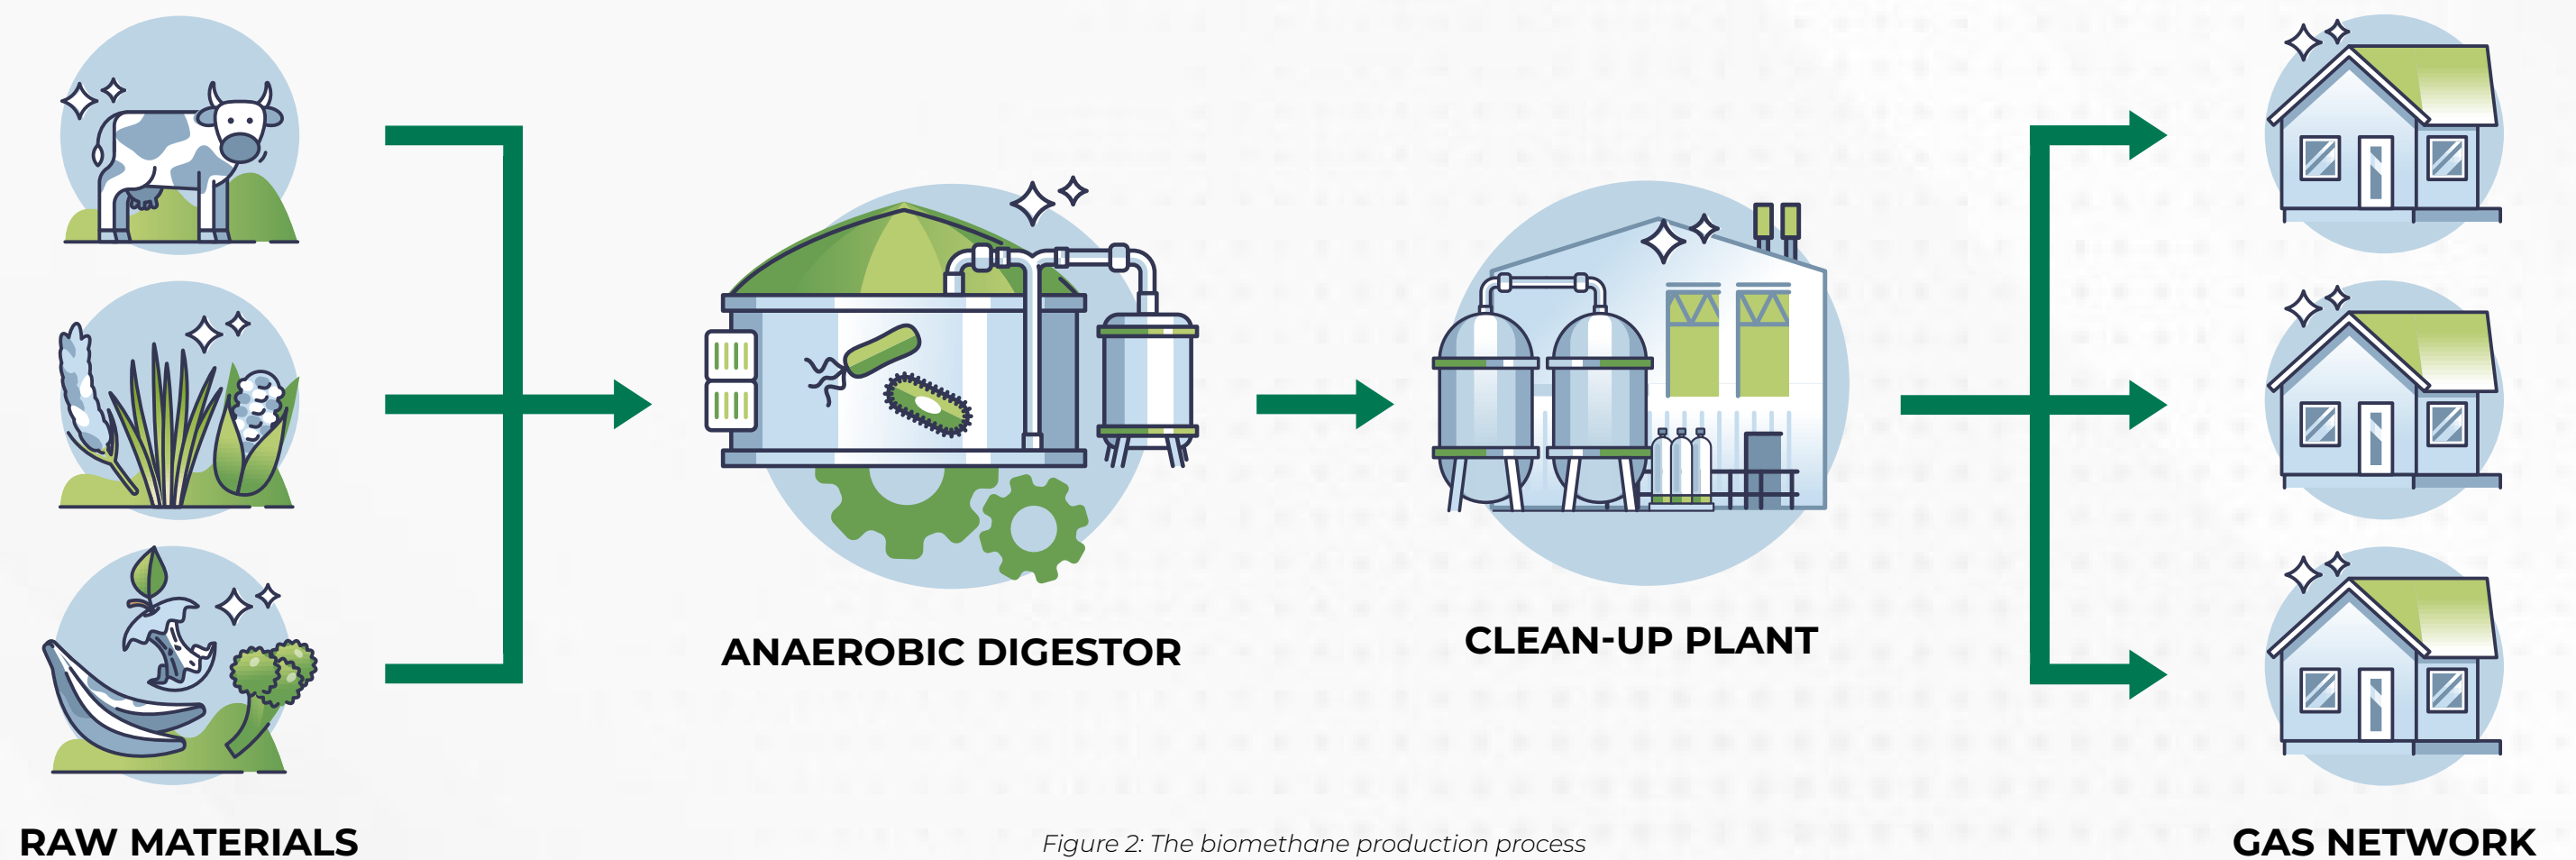 ANAEROBIC DIGESTOR
CLEAN-UP PLANT
RAW MATERIALS
Figure 2: The biomethane production process
GAS NETWORK